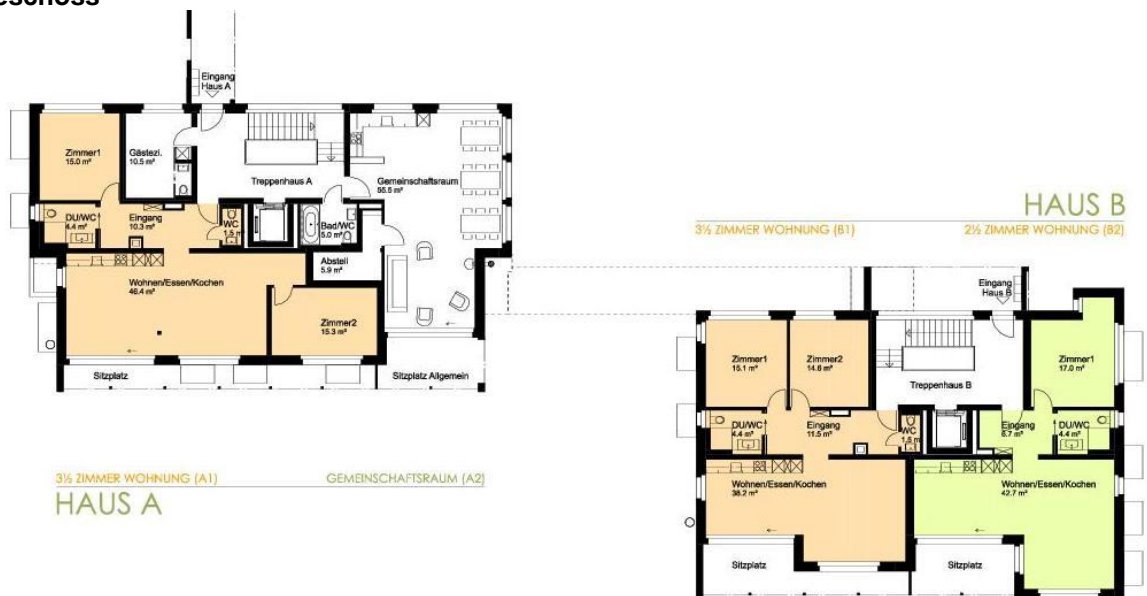 eschoss
Eingang
Haus A
Zimmer1
15.0 m²
Gästezi.
10.5 m²
Treppenhaus A
Gemeinschaftsraum
55.5 m²
DU/WC
4.4 m²
Eingang
10.3 m²
WC
1.5 m
Bad/WC
5.0 m²
Abstell
5.9 m²
Wohnen/Essen/Kochen
46.4 m²
Zimmer2
15.3 m²
Sitzplatz
Sitzplatz Allgemein
3½ ZIMMER WOHNUNG (A1)
GEMEINSCHAFTSRAUM (A2)
HAUS A
HAUS B
3½ ZIMMER WOHNUNG (B1)
2½ ZIMMER WOHNUNG (B2)
Eingang
Haus B
Zimmer1
15.1 m²
Zimmer2
14.6 m²
Treppenhaus B
Zimmer1
17.0 m²
DU/WC
4.4 m²
Eingang
11.5 m²
WC
1.5 m
Eingang
DU/WC
4.4 m²
Wohnen/Essen/Kochen
38.2 m²
Wohnen/Essen/Kochen
42.7 m²
Sitzplatz
Sitzplatz